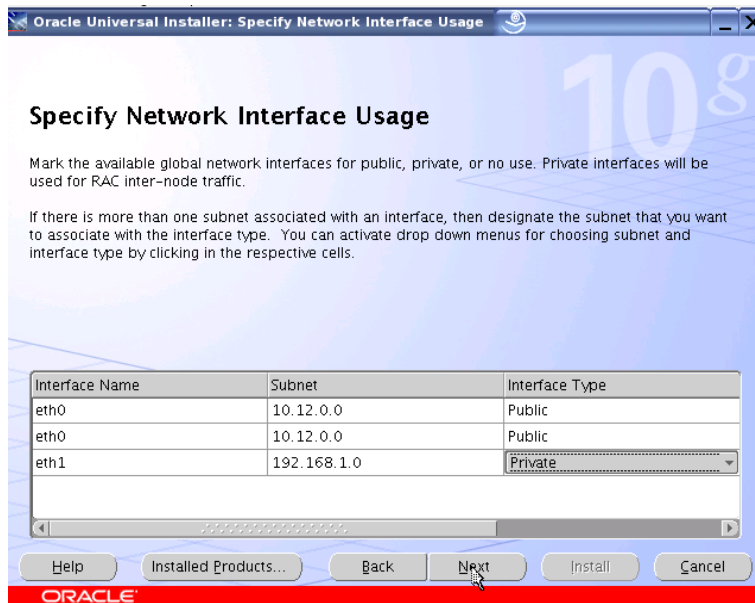 Oracle Universal Installer: Specify Network Interface Usage
10g
Specify Network Interface Usage
Mark the available global network interfaces for public, private, or no use. Private interfaces will be
used for RAC inter-node traffic.
If there is more than one subnet associated with an interface, then designate the subnet that you want
to associate with the interface type. You can activate drop down menus for choosing subnet and
interface type by clicking in the respective cells.
Interface Name Subnet Interface Type
eth0 10.12.0.0 Public
eth0 10.12.0.0 Public
eth1 192.168.1.0 Private
Help Installed Products... Back Next Install Cancel
ORACLE